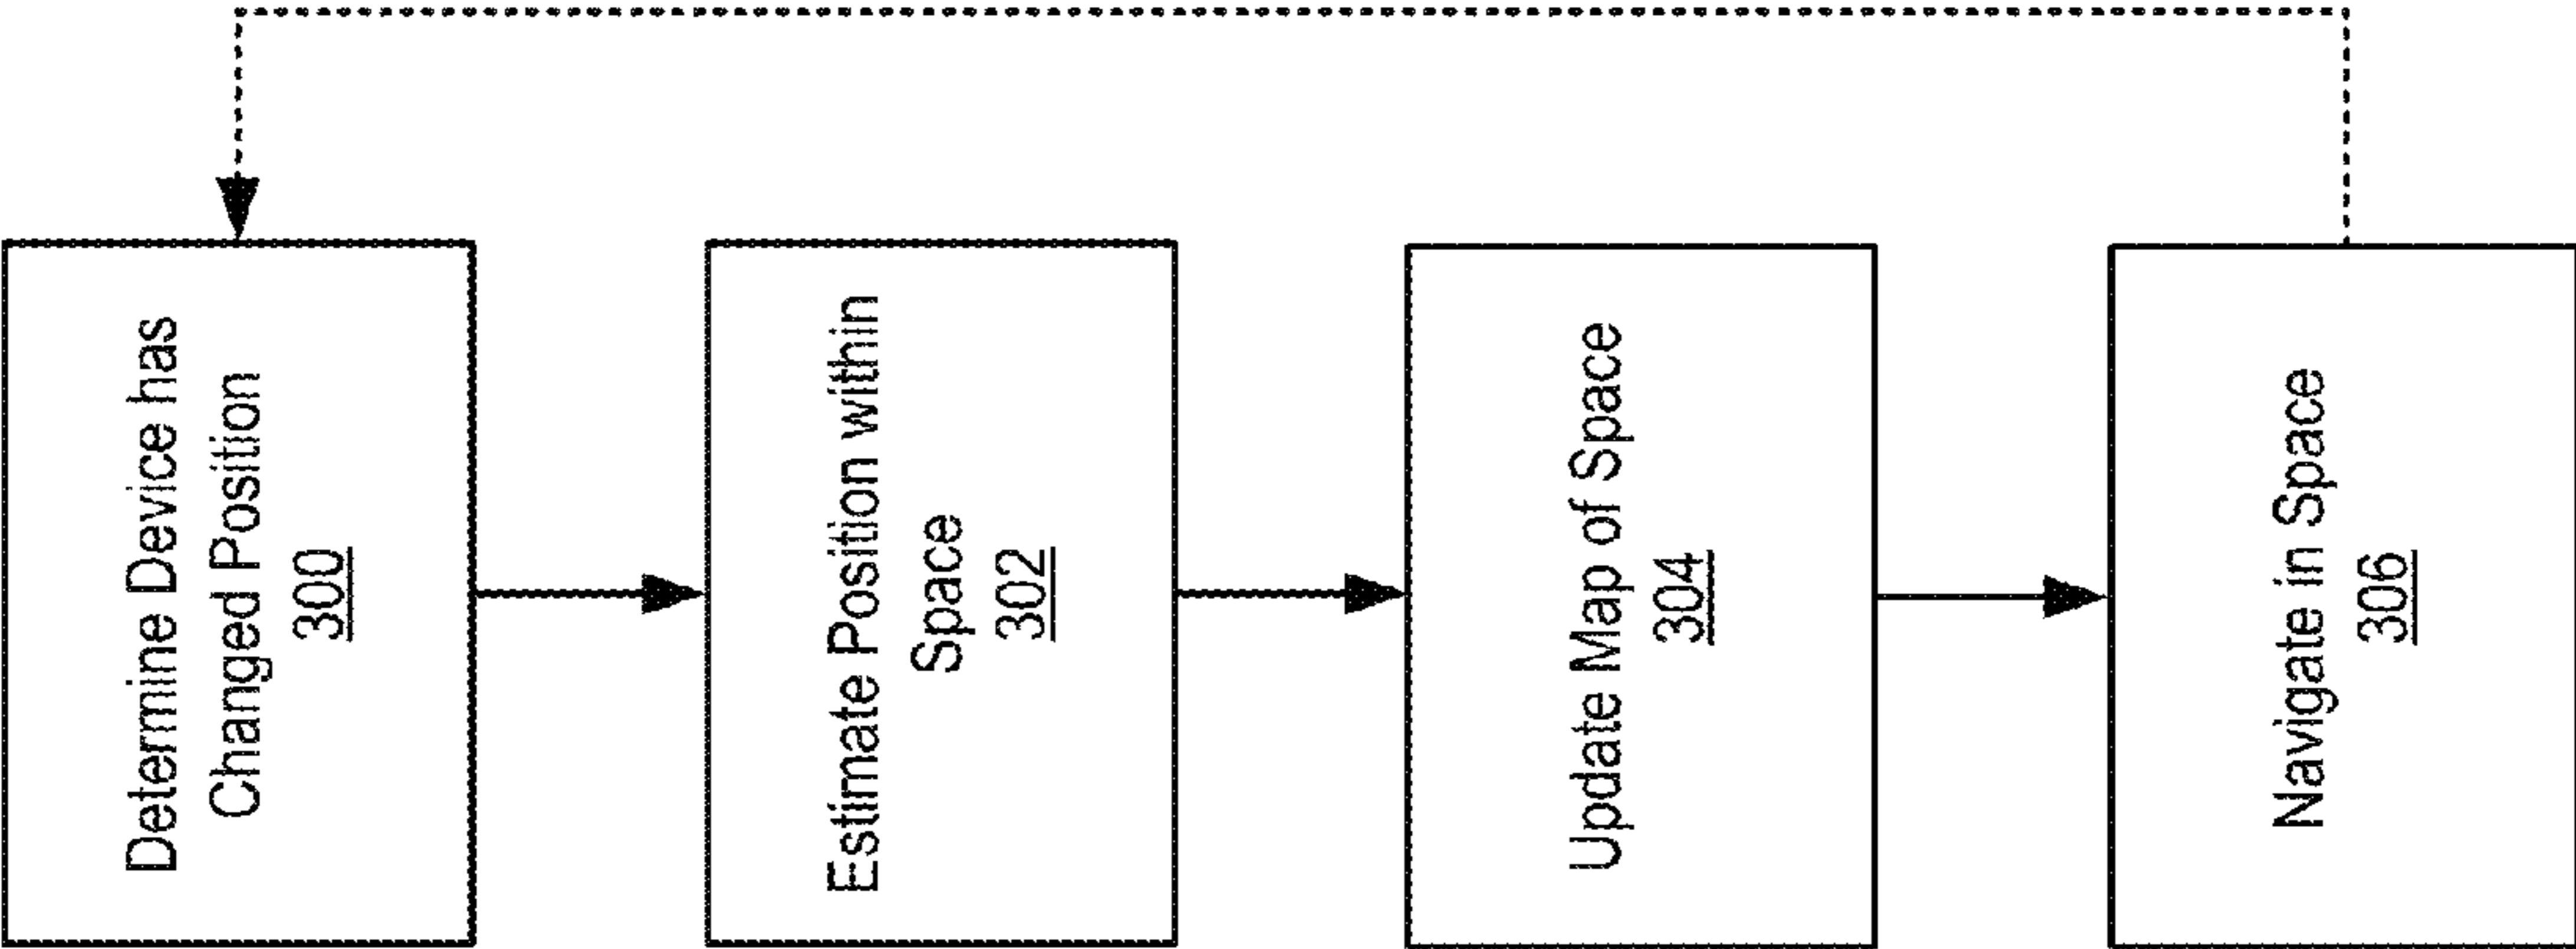 Determine Device has
Changed Position
300
Estimate Position within
Space
302
Update Map of Space
304
Navigate in Space
306